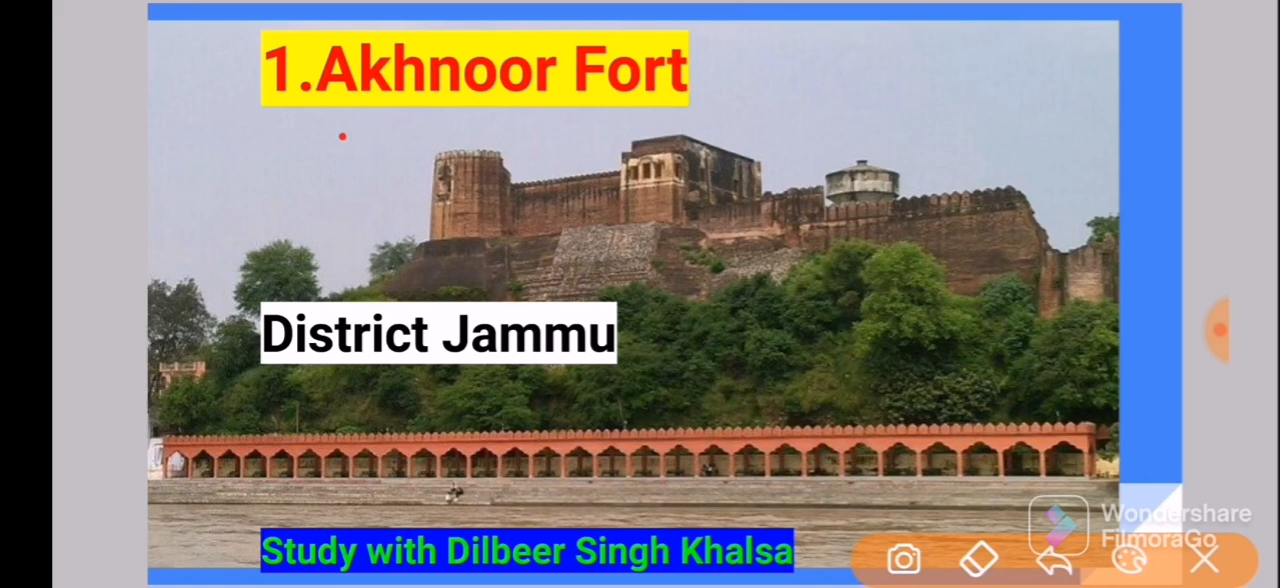 1.Akhnoor Fort
District Jammu
Study with Dilbeer Singh Khalsa
Wondershare
FilmoraGo